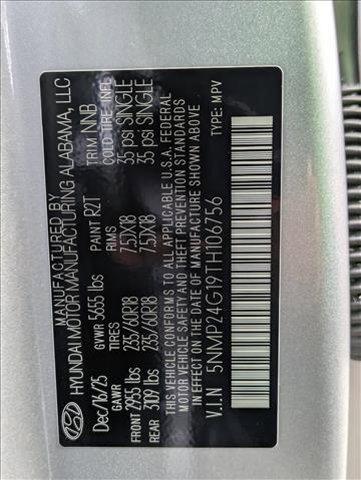 MANUFACTURED BY
HYUNDAI MOTOR MANUFACTURING ALABAMA, LLC
Dec/16/25 GVWR 5655 lbs PAINT R2T TRIM NNB
GAWR TIRES RIMS COLD TIRE INFL
FRONT 2955 lbs 235/60R18 7.5JX18 35 psi SINGLE
REAR 3109 lbs 235/60R18 7.5JX18 35 psi SINGLE
THIS VEHICLE CONFORMS TO ALL APPLICABLE U.S.A. FEDERAL
MOTOR VEHICLE SAFETY AND THEFT PREVENTION STANDARDS
IN EFFECT ON THE DATE OF MANUFACTURE SHOWN ABOVE.
V.I.N 5NMP24G19TH106756 TYPE: MPV